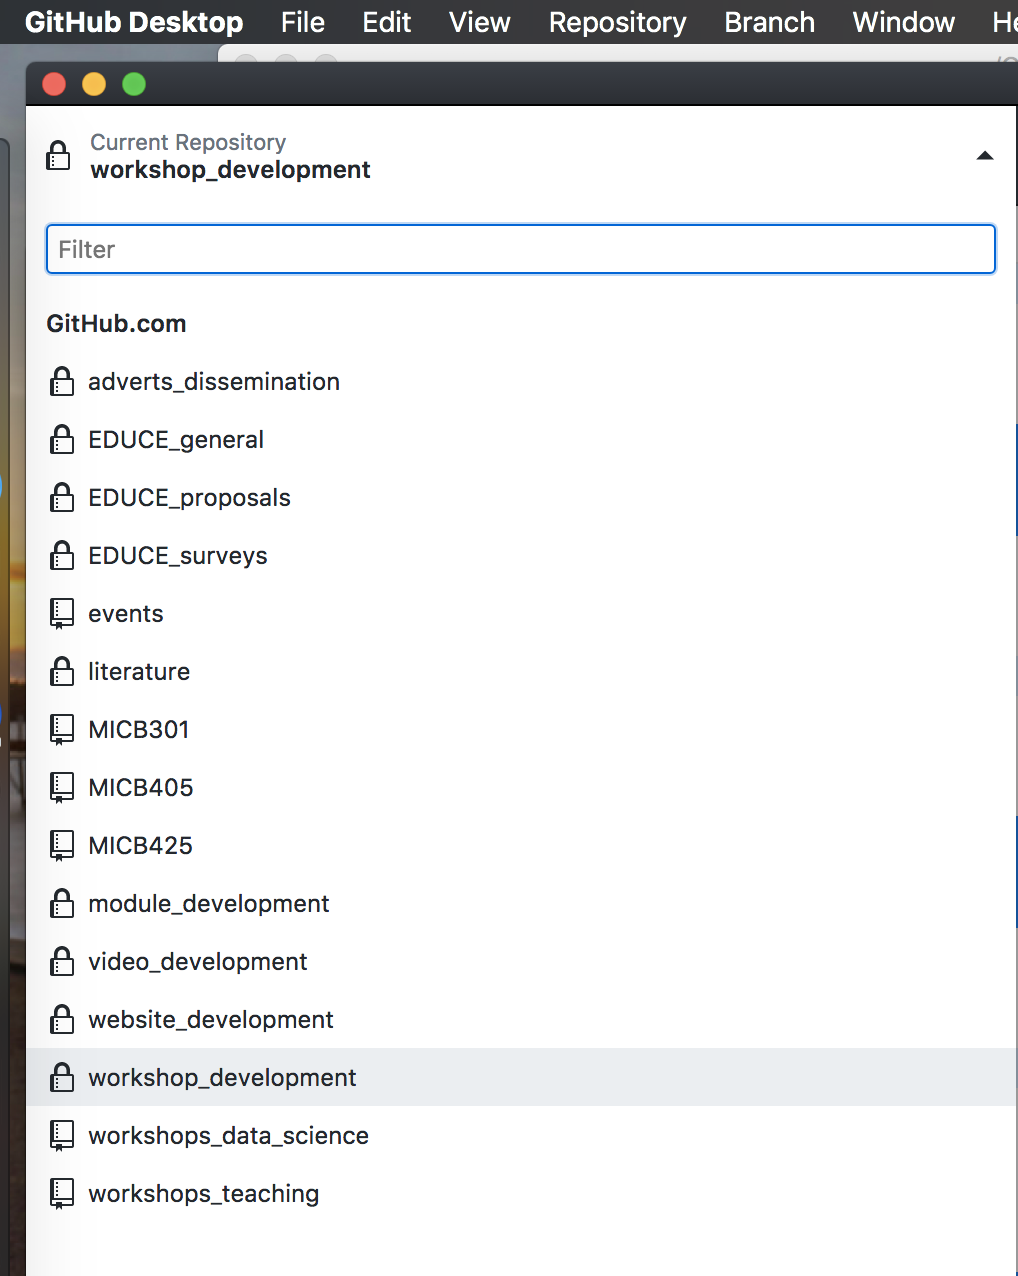 GitHub Desktop File Edit View Repository Branch Window
Current Repository
workshop_development
Filter
GitHub.com
adverts_dissemination
EDUCE_general
EDUCE_proposals
EDUCE_surveys
events
literature
MICB301
MICB405
MICB425
module_development
video_development
website_development
workshop_development
workshops_data_science
workshops_teaching